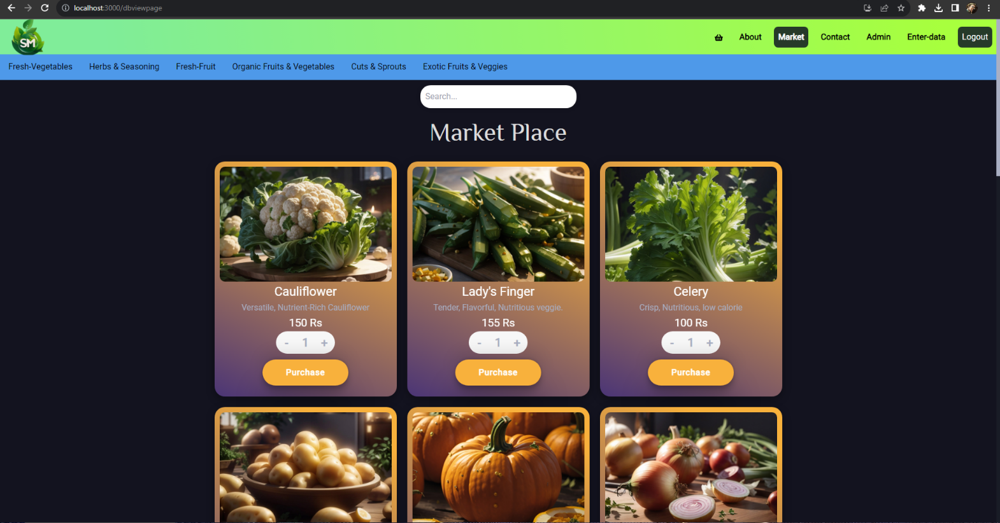 localhost:3000/dbviewpage
SM
About Market Contact Admin Enter-data Logout
Fresh-Vegetables Herbs & Seasoning Fresh-Fruit Organic Fruits & Vegetables Cuts & Sprouts Exotic Fruits & Veggies
Search...
Market Place
Cauliflower
Versatile, Nutrient-Rich Cauliflower
150 Rs
- 1 +
Purchase
Lady's Finger
Tender, Flavorful, Nutritious veggie.
155 Rs
- 1 +
Purchase
Celery
Crisp, Nutritious, low calorie
100 Rs
- 1 +
Purchase